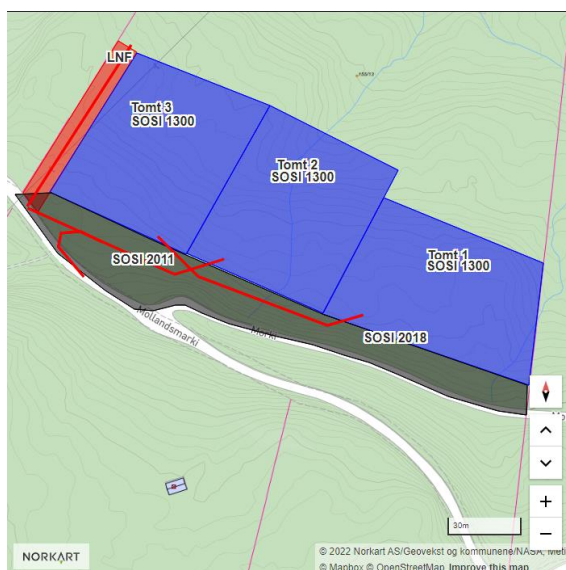 LNF
Tomt 3
SOSI 1300
Tomt 2
SOSI 1300
Tomt 1
SOSI 1300
SOSI 2011
SOSI 2018
Mollandsmarki
30m
NORKART
© 2022 Norkart AS/Geovekst og kommunene/NASA, Meti
© Mapbox © OpenStreetMap Improve this map